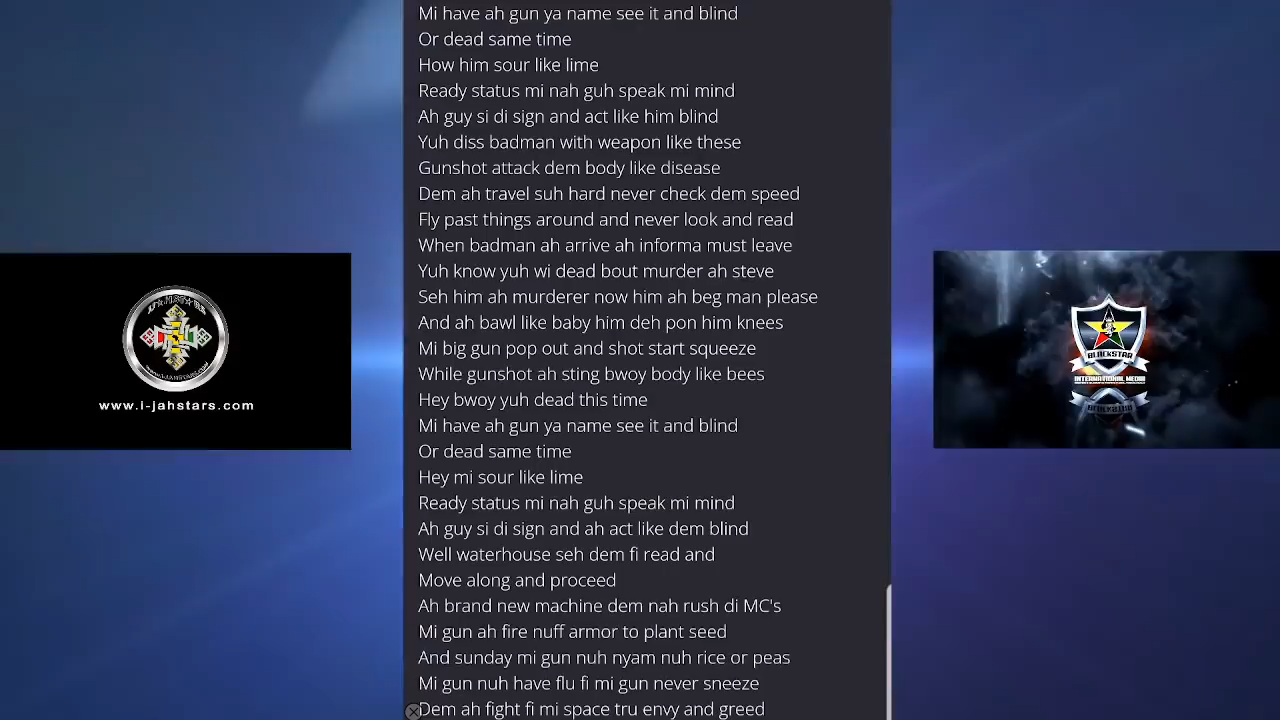 Mi have ah gun ya name see it and blind
Or dead same time
How him sour like lime
Ready status mi nah guh speak mi mind
Ah guy si di sign and act like him blind
Yuh diss badman with weapon like these
Gunshot attack dem body like disease
Dem ah travel suh hard never check dem speed
Fly past things around and never look and read
When badman ah arrive ah informa must leave
Yuh know yuh wi dead bout murder ah steve
Seh him ah murderer now him ah beg man please
And ah bawl like baby him deh pon him knees
Mi big gun pop out and shot start squeeze
While gunshot ah sting bwoy body like bees
Hey bwoy yuh dead this time
Mi have ah gun ya name see it and blind
Or dead same time
Hey mi sour like lime
Ready status mi nah guh speak mi mind
Ah guy si di sign and ah act like dem blind
Well waterhouse seh dem fi read and
Move along and proceed
Ah brand new machine dem nah rush di MC's
Mi gun ah fire nuff armor to plant seed
And sunday mi gun nuh nyam nuh rice or peas
Mi gun nuh have flu fi mi gun never sneeze
Dem ah fight fi mi space tru envy and greed
www.i-jahstars.com
BLACKSTAR
INTERNATIONAL MEDIA